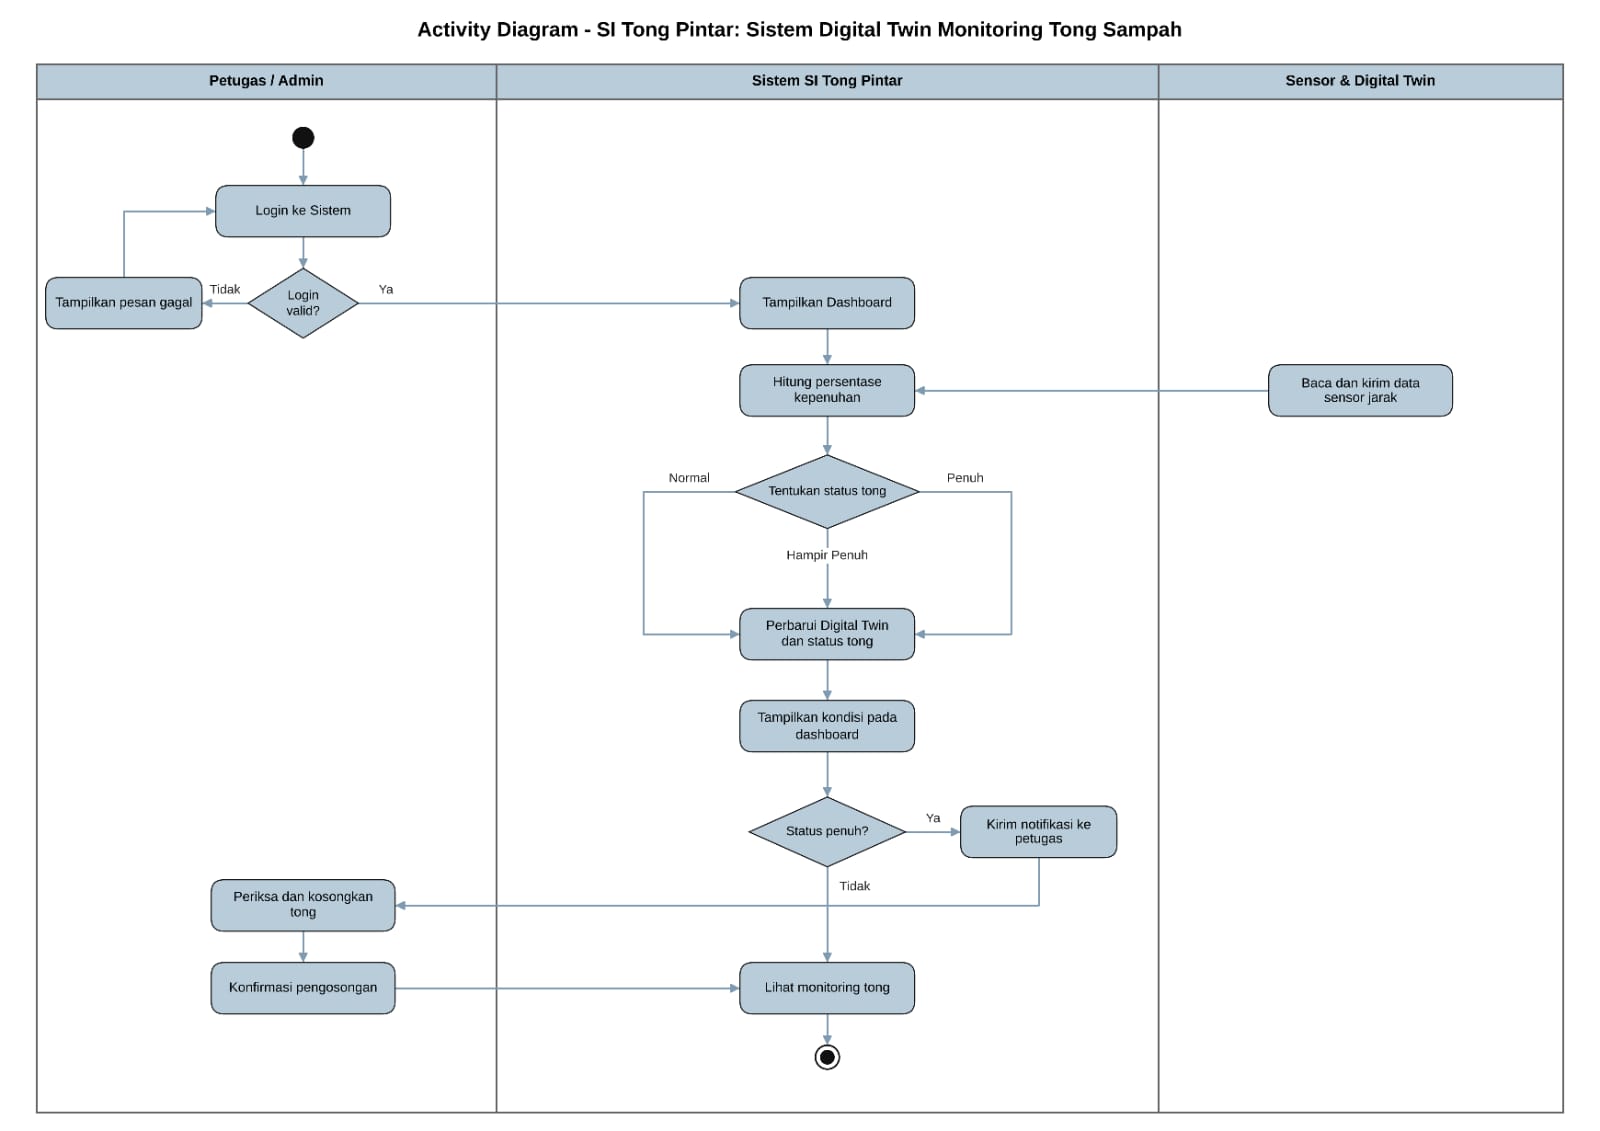 Activity Diagram - SI Tong Pintar: Sistem Digital Twin Monitoring Tong Sampah
Petugas / Admin
Sistem SI Tong Pintar
Sensor & Digital Twin
Login ke Sistem
Tampilkan pesan gagal
Tidak
Login
valid?
Ya
Tampilkan Dashboard
Hitung persentase
kepenuhan
Baca dan kirim data
sensor jarak
Normal
Tentukan status tong
Penuh
Hampir Penuh
Perbarui Digital Twin
dan status tong
Tampilkan kondisi pada
dashboard
Status penuh?
Ya
Kirim notifikasi ke
petugas
Tidak
Periksa dan kosongkan
tong
Konfirmasi pengosongan
Lihat monitoring tong